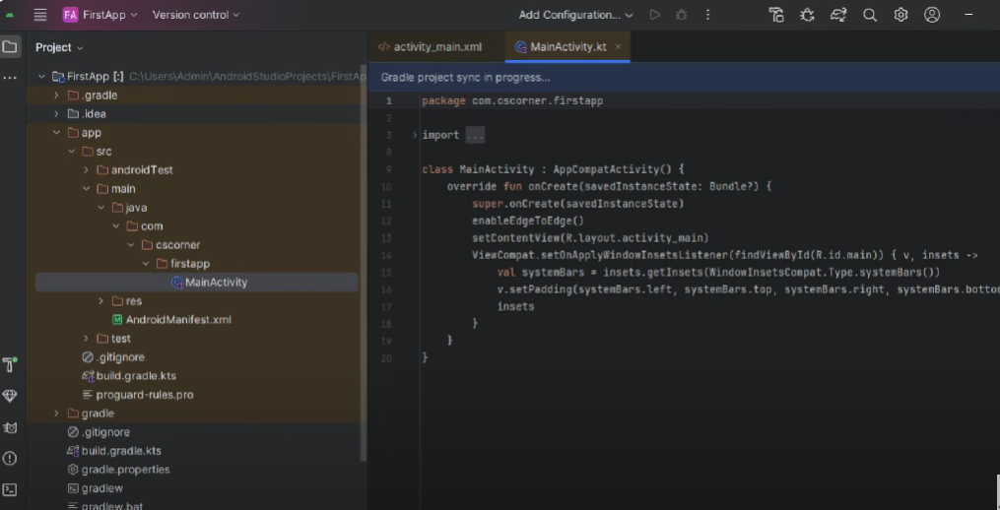 FA FirstApp Version control Add Configuration...
Project
activity_main.xml MainActivity.kt
Gradle project sync in progress...
FirstApp [:] C:\Users\Admin\AndroidStudioProjects\FirstAp
.gradle
.idea
app
src
androidTest
main
java
com
cscorner
firstapp
MainActivity
res
AndroidManifest.xml
test
.gitignore
build.gradle.kts
proguard-rules.pro
gradle
.gitignore
build.gradle.kts
gradle.properties
gradlew
gradlew.bat
1 package com.cscorner.firstapp
2
3 import ...
8
9 class MainActivity : AppCompatActivity() {
10 override fun onCreate(savedInstanceState: Bundle?) {
11 super.onCreate(savedInstanceState)
12 enableEdgeToEdge()
13 setContentView(R.layout.activity_main)
14 ViewCompat.setOnApplyWindowInsetsListener(findViewById(R.id.main)) { v, insets ->
15 val systemBars = insets.getInsets(WindowInsetsCompat.Type.systemBars())
16 v.setPadding(systemBars.left, systemBars.top, systemBars.right, systemBars.bottom
17 insets
18 }
19 }
20 }